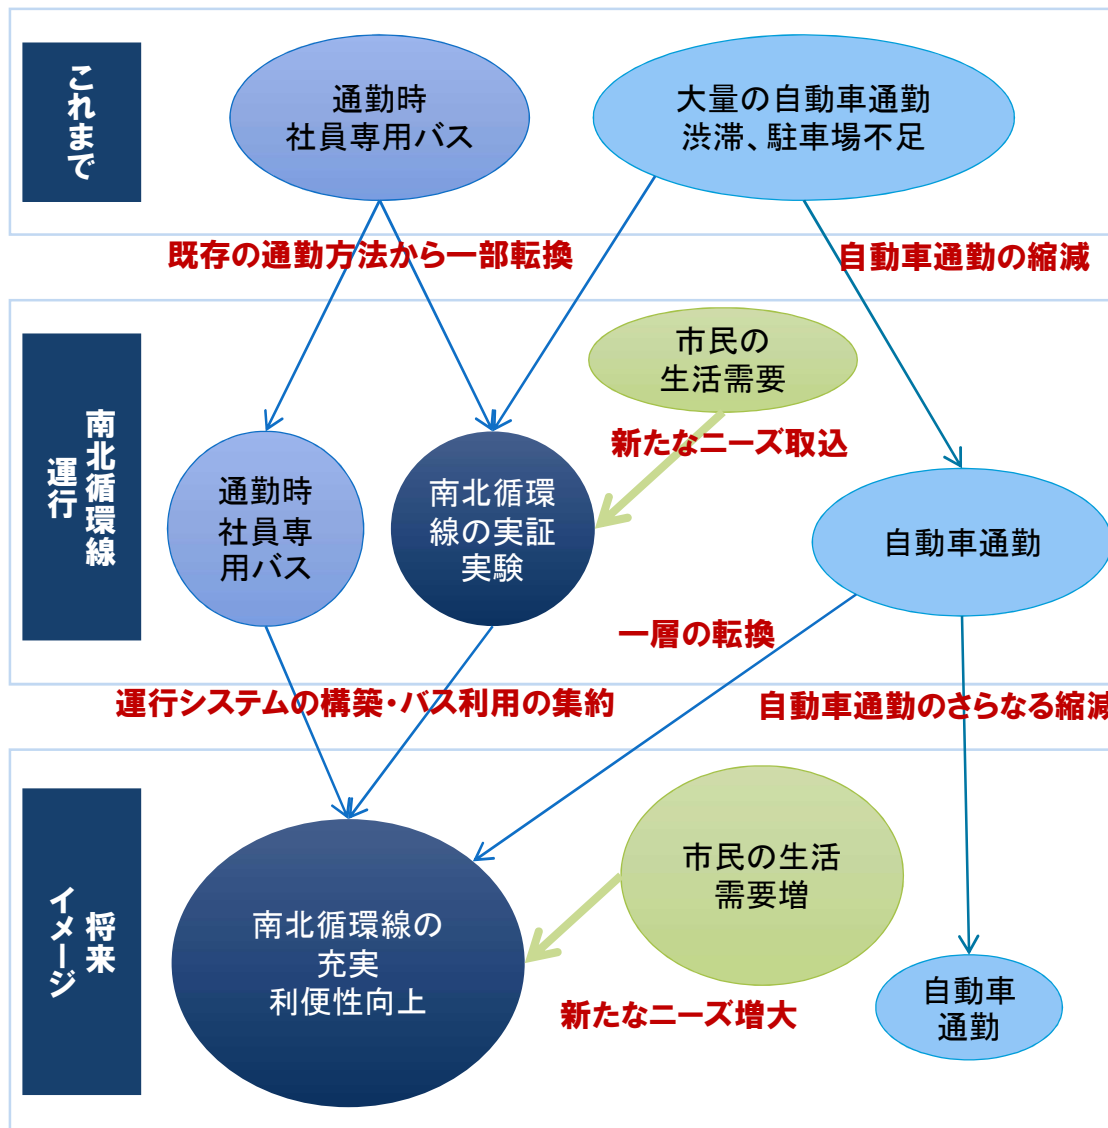 これまで
通勤時
社員専用バス
大量の自動車通勤
渋滞、駐車場不足
既存の通勤方法から一部転換
自動車通勤の縮減
南北循環線
運行
市民の
生活需要
新たなニーズ取込
通勤時
社員専
用バス
南北循環
線の実証
実験
自動車通勤
一層の転換
運行システムの構築・バス利用の集約
自動車通勤のさらなる縮減
将来
イメージ
市民の生活
需要増
南北循環線の
充実
利便性向上
新たなニーズ増大
自動車
通勤